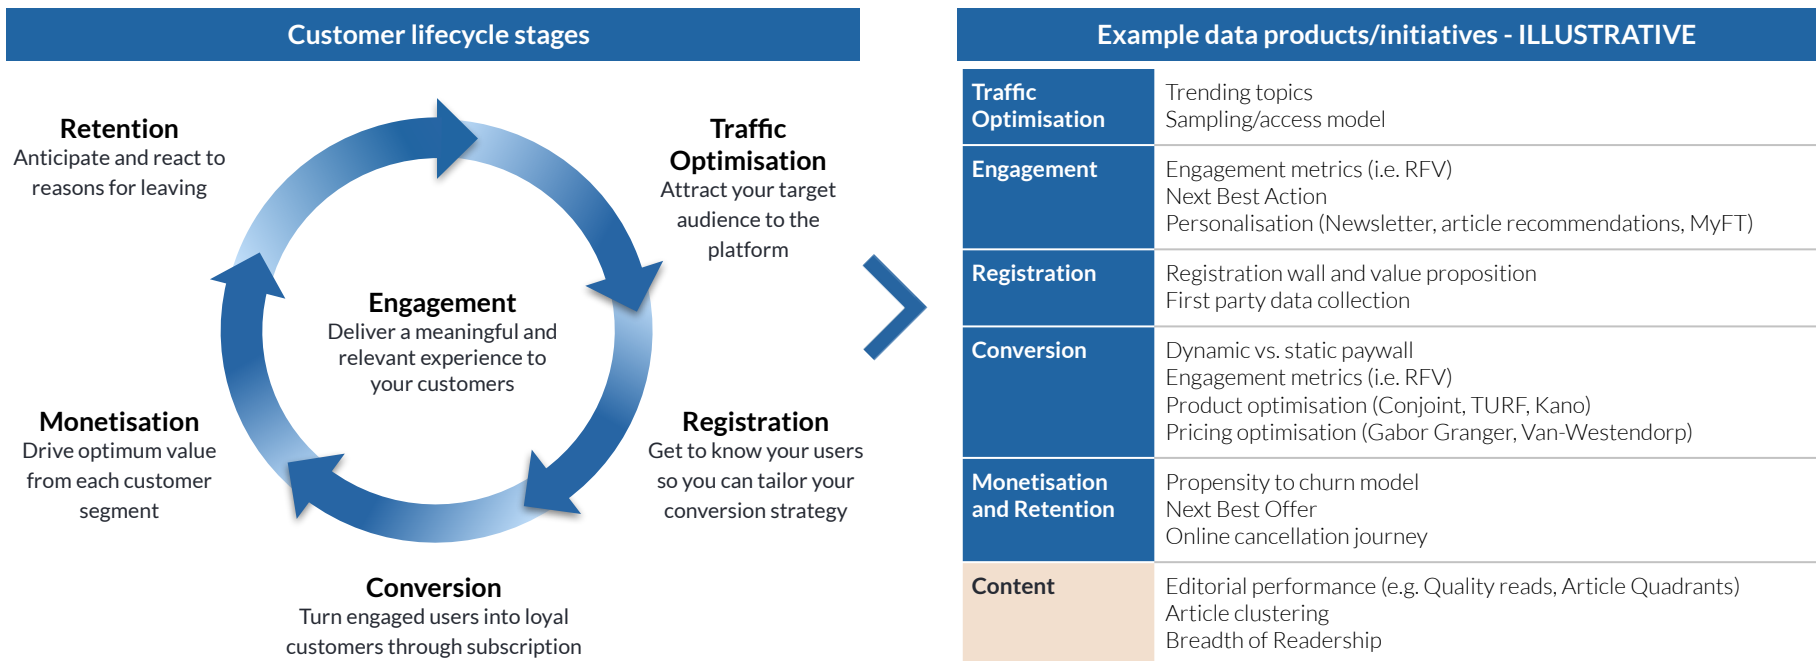 Customer lifecycle stages
Retention
Anticipate and react to
reasons for leaving
Traffic
Optimisation
Attract your target
audience to the
platform
Engagement
Deliver a meaningful and
relevant experience to
your customers
Monetisation
Drive optimum value
from each customer
segment
Registration
Get to know your users
so you can tailor your
conversion strategy
Conversion
Turn engaged users into loyal
customers through subscription
Example data products/initiatives - ILLUSTRATIVE
Traffic
Optimisation
Trending topics
Sampling/access model
Engagement
Engagement metrics (i.e. RFV)
Next Best Action
Personalisation (Newsletter, article recommendations, MyFT)
Registration
Registration wall and value proposition
First party data collection
Conversion
Dynamic vs. static paywall
Engagement metrics (i.e. RFV)
Product optimisation (Conjoint, TURF, Kano)
Pricing optimisation (Gabor Granger, Van-Westendorp)
Monetisation
and Retention
Propensity to churn model
Next Best Offer
Online cancellation journey
Content
Editorial performance (e.g. Quality reads, Article Quadrants)
Article clustering
Breadth of Readership